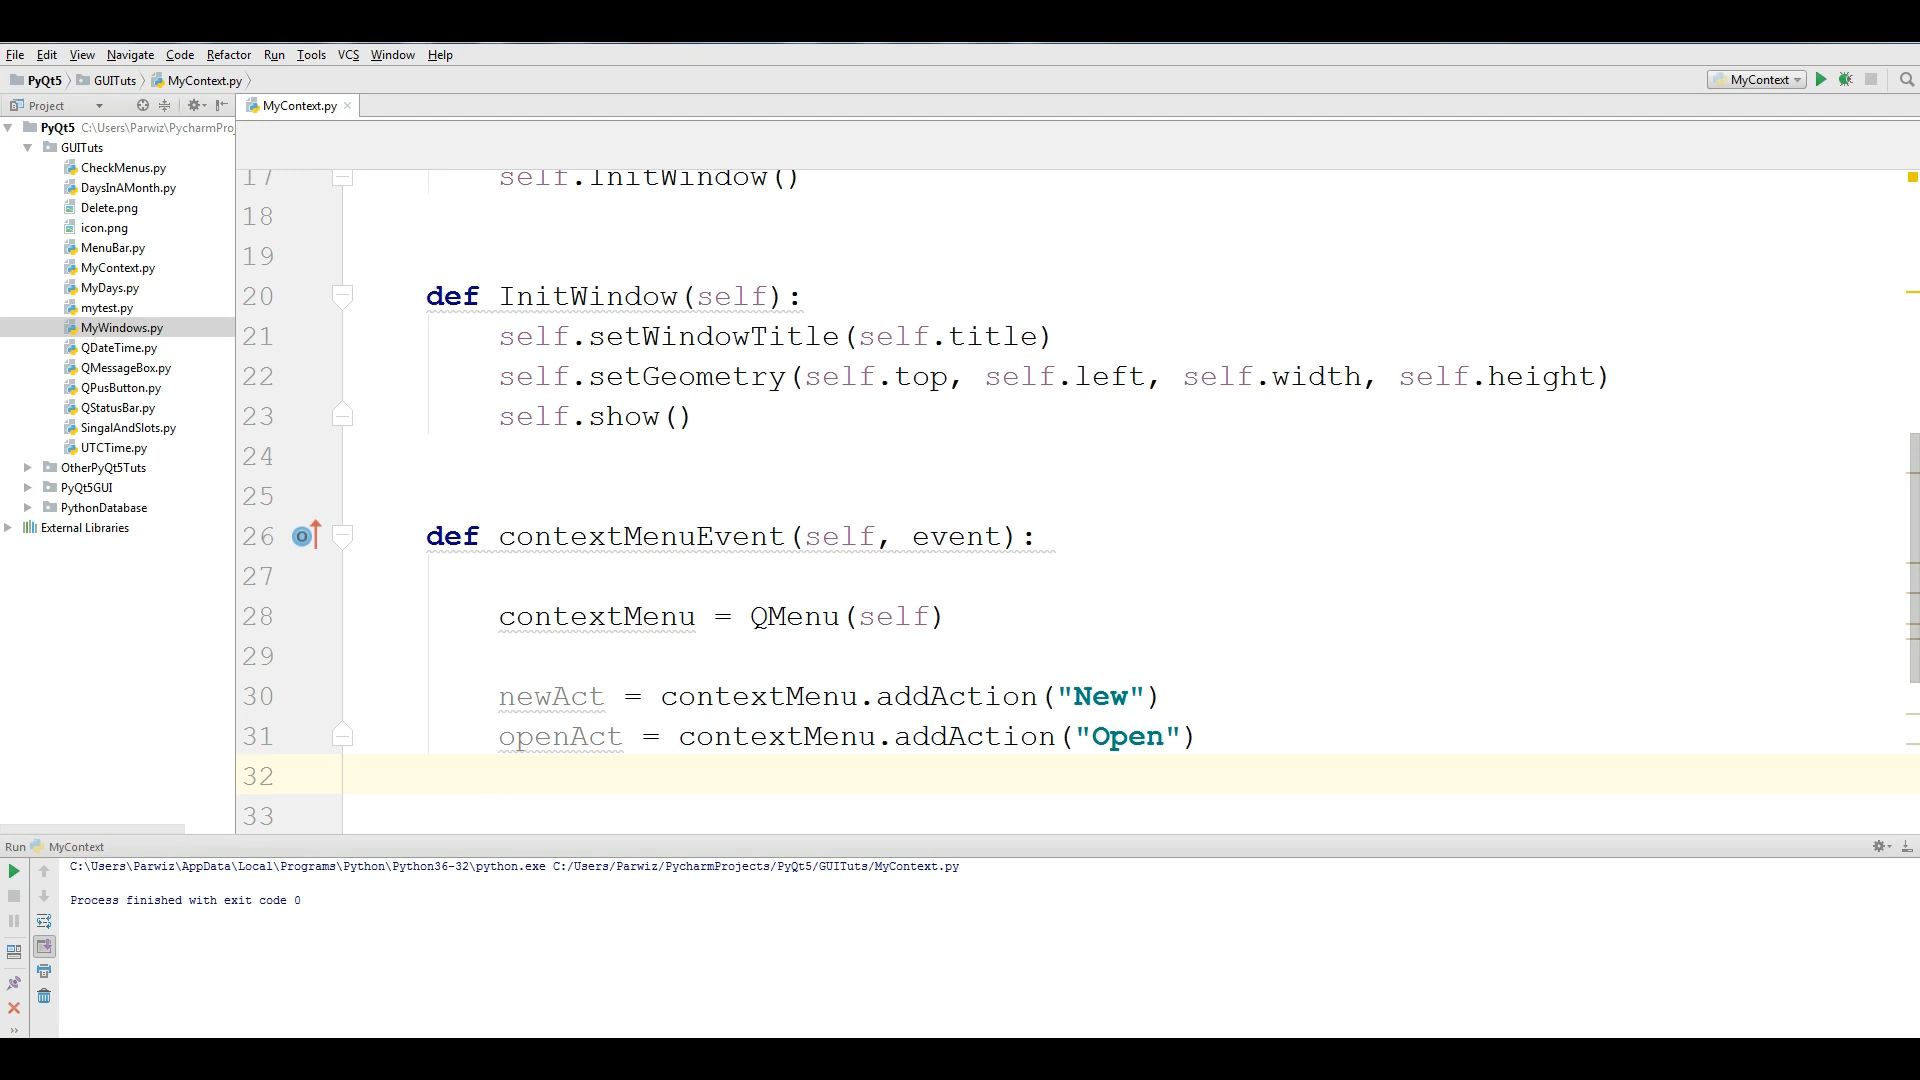 File Edit View Navigate Code Refactor Run Tools VCS Window Help
PyQt5 GUITuts MyContext.py MyContext
Project MyContext.py
PyQt5 C:\Users\Parwiz\PycharmProj
GUITuts
CheckMenus.py
DaysInAMonth.py
Delete.png
icon.png
MenuBar.py
MyContext.py
MyDays.py
mytest.py
MyWindows.py
QDateTime.py
QMessageBox.py
QPusButton.py
QStatusBar.py
SingalAndSlots.py
UTCTime.py
OtherPyQt5Tuts
PyQt5GUI
PythonDatabase
External Libraries
17 self.InitWindow()
18
19
20 def InitWindow(self):
21 self.setWindowTitle(self.title)
22 self.setGeometry(self.top, self.left, self.width, self.height)
23 self.show()
24
25
26 def contextMenuEvent(self, event):
27
28 contextMenu = QMenu(self)
29
30 newAct = contextMenu.addAction("New")
31 openAct = contextMenu.addAction("Open")
32
33
Run MyContext
C:\Users\Parwiz\AppData\Local\Programs\Python\Python36-32\python.exe C:/Users/Parwiz/PycharmProjects/PyQt5/GUITuts/MyContext.py
Process finished with exit code 0